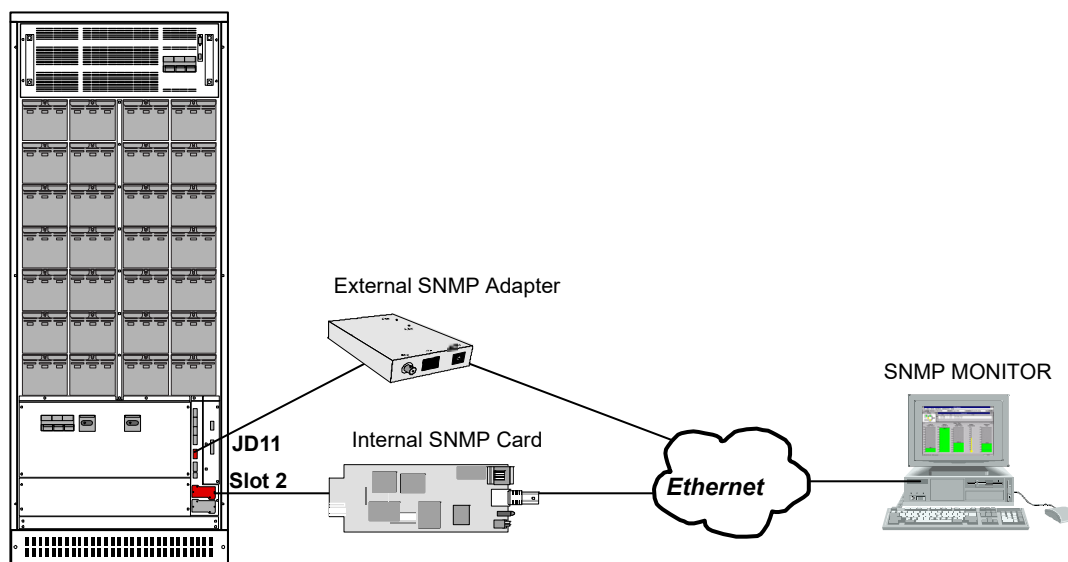 External SNMP Adapter
SNMP MONITOR
JD11
Internal SNMP Card
Slot 2
Ethernet